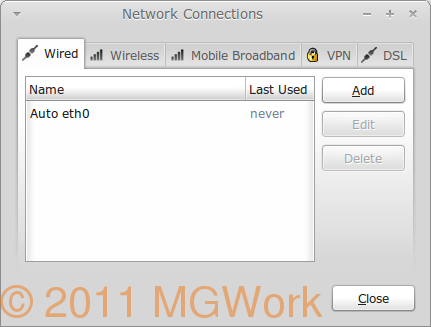 Network Connections
Wired Wireless Mobile Broadband VPN DSL
Name Last Used
Auto eth0 never
Add
Edit
Delete
© 2011 MGWork
Close